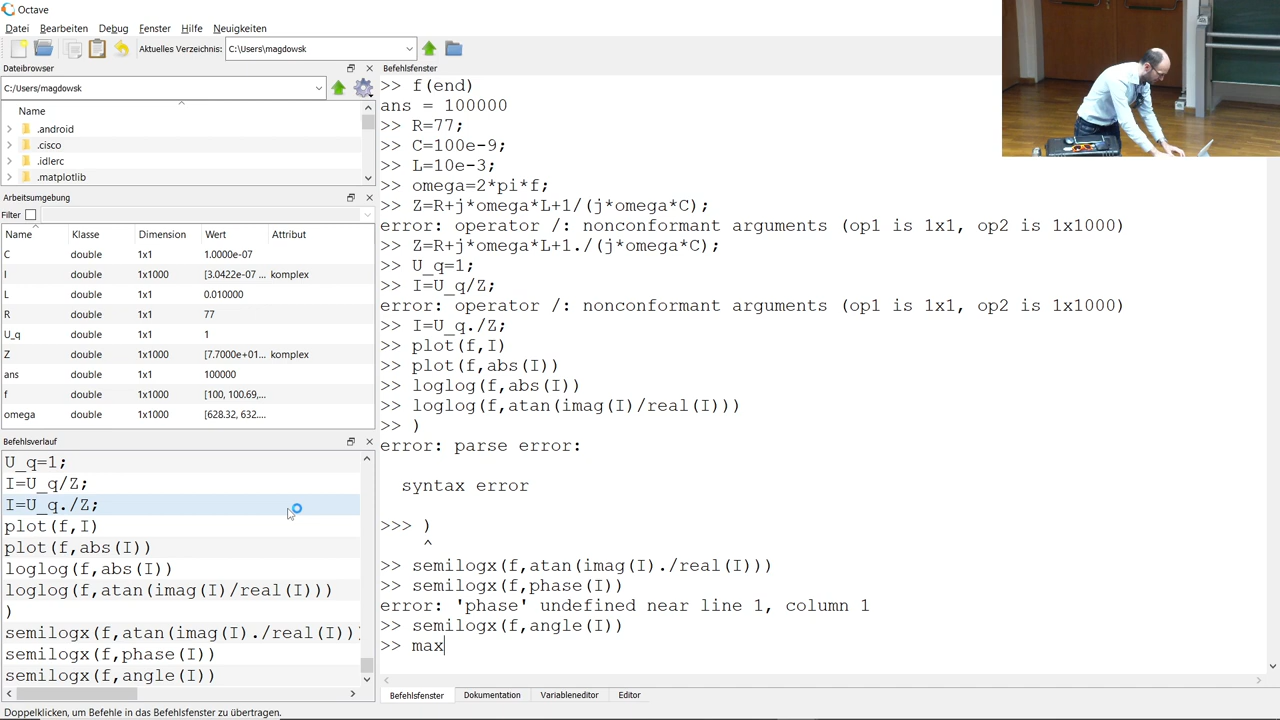 Octave
Datei Bearbeiten Debug Fenster Hilfe Neuigkeiten
Aktuelles Verzeichnis: C:\Users\magdowsk
Dateibrowser
C:/Users/magdowsk
Name
.android
.cisco
.idlerc
.matplotlib
Arbeitsumgebung
Filter
Name Klasse Dimension Wert Attribut
C double 1x1 1.0000e-07
I double 1x1000 [3.0422e-07 ... komplex
L double 1x1 0.010000
R double 1x1 77
U_q double 1x1 1
Z double 1x1000 [7.7000e+01... komplex
ans double 1x1 100000
f double 1x1000 [100, 100.69,...
omega double 1x1000 [628.32, 632....
Befehlsverlauf
U_q=1;
I=U_q/Z;
I=U_q./Z;
plot(f,I)
plot(f,abs(I))
loglog(f,abs(I))
loglog(f,atan(imag(I)/real(I)))
)
semilogx(f,atan(imag(I)./real(I))
semilogx(f,phase(I))
semilogx(f,angle(I))
Befehlsfenster
>> f(end)
ans = 100000
>> R=77;
>> C=100e-9;
>> L=10e-3;
>> omega=2*pi*f;
>> Z=R+j*omega*L+1/(j*omega*C);
error: operator /: nonconformant arguments (op1 is 1x1, op2 is 1x1000)
>> Z=R+j*omega*L+1./(j*omega*C);
>> U_q=1;
>> I=U_q/Z;
error: operator /: nonconformant arguments (op1 is 1x1, op2 is 1x1000)
>> I=U_q./Z;
>> plot(f,I)
>> plot(f,abs(I))
>> loglog(f,abs(I))
>> loglog(f,atan(imag(I)/real(I)))
>> )
error: parse error:
syntax error
>>> )
^
>> semilogx(f,atan(imag(I)./real(I)))
>> semilogx(f,phase(I))
error: 'phase' undefined near line 1, column 1
>> semilogx(f,angle(I))
>> max
Befehlsfenster Dokumentation Variableneditor Editor
Doppelklicken, um Befehle in das Befehlsfenster zu übertragen.